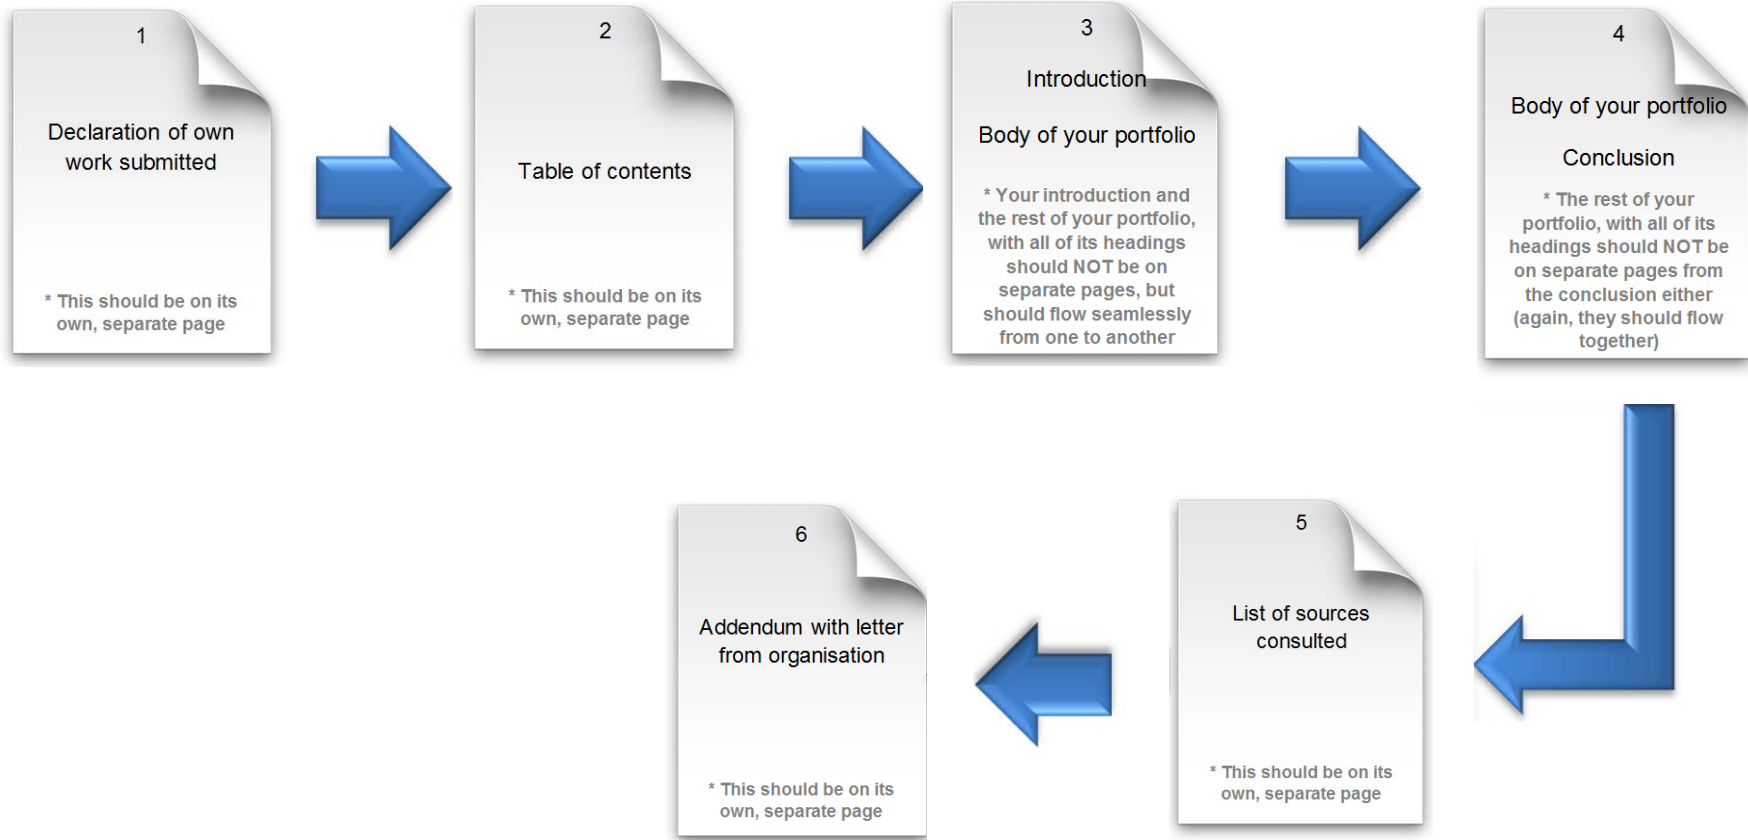 1
Declaration of own
work submitted
* This should be on its
own, separate page
2
Table of contents
* This should be on its
own, separate page
3
Introduction
Body of your portfolio
* Your introduction and
the rest of your portfolio,
with all of its headings
should NOT be on
separate pages, but
should flow seamlessly
from one to another
4
Body of your portfolio
Conclusion
* The rest of your
portfolio, with all of its
headings should NOT be
on separate pages from
the conclusion either
(again, they should flow
together)
5
List of sources
consulted
* This should be on its
own, separate page
6
Addendum with letter
from organisation
* This should be on its
own, separate page